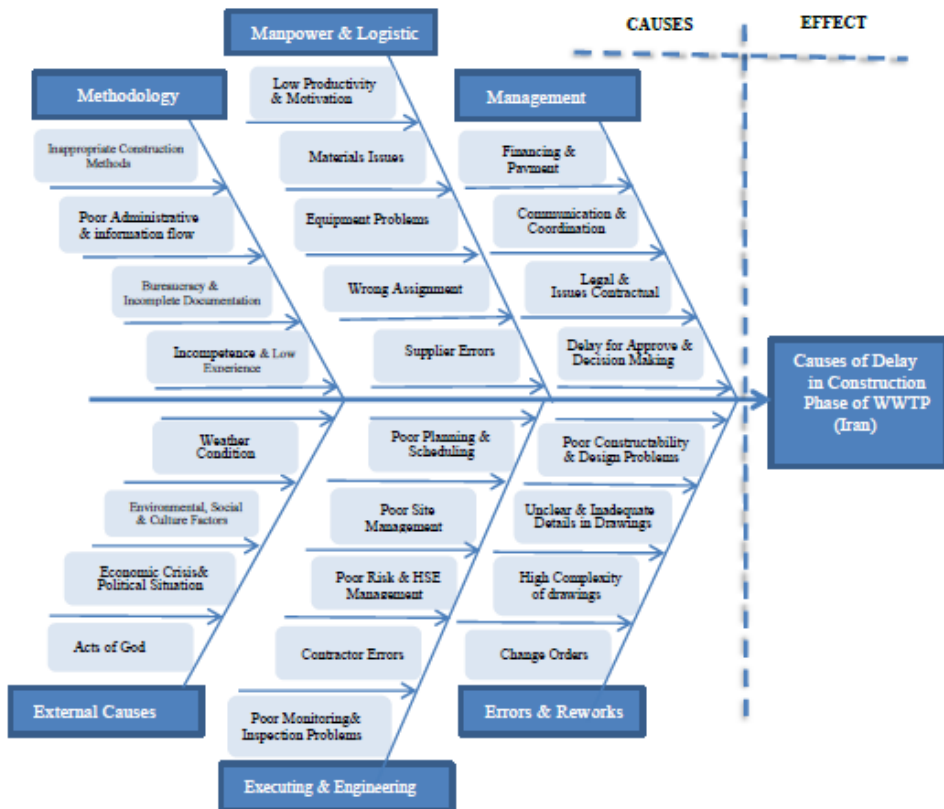 Manpower & Logistic
CAUSES
EFFECT
Methodology
Low Productivity
& Motivation
Management
Inappropriate Construction
Methods
Materials Issues
Financing &
Pavment
Poor Administrative
& information flow
Equipment Problems
Communication &
Coordination
Bureaucracy &
Incomplete Documentation
Wrong Assignment
Legal &
Issues Contractual
Incompetence & Low
Experience
Supplier Errors
Delay for Approve &
Decision Making
Causes of Delay
in Construction
Phase of WWTP
(Iran)
Weather
Condition
Poor Planning &
Scheduling
Poor Constructability
& Design Problems
Environmental, Social
& Culture Factors
Poor Site
Management
Unclear & Inadequate
Details in Drawings
Economic Crisis&
Political Situation
Poor Risk & HSE
Management
High Complexity
of drawings
Acts of God
Contractor Errors
Change Orders
External Causes
Poor Monitoring&
Inspection Problems
Errors & Reworks
Executing & Engineering